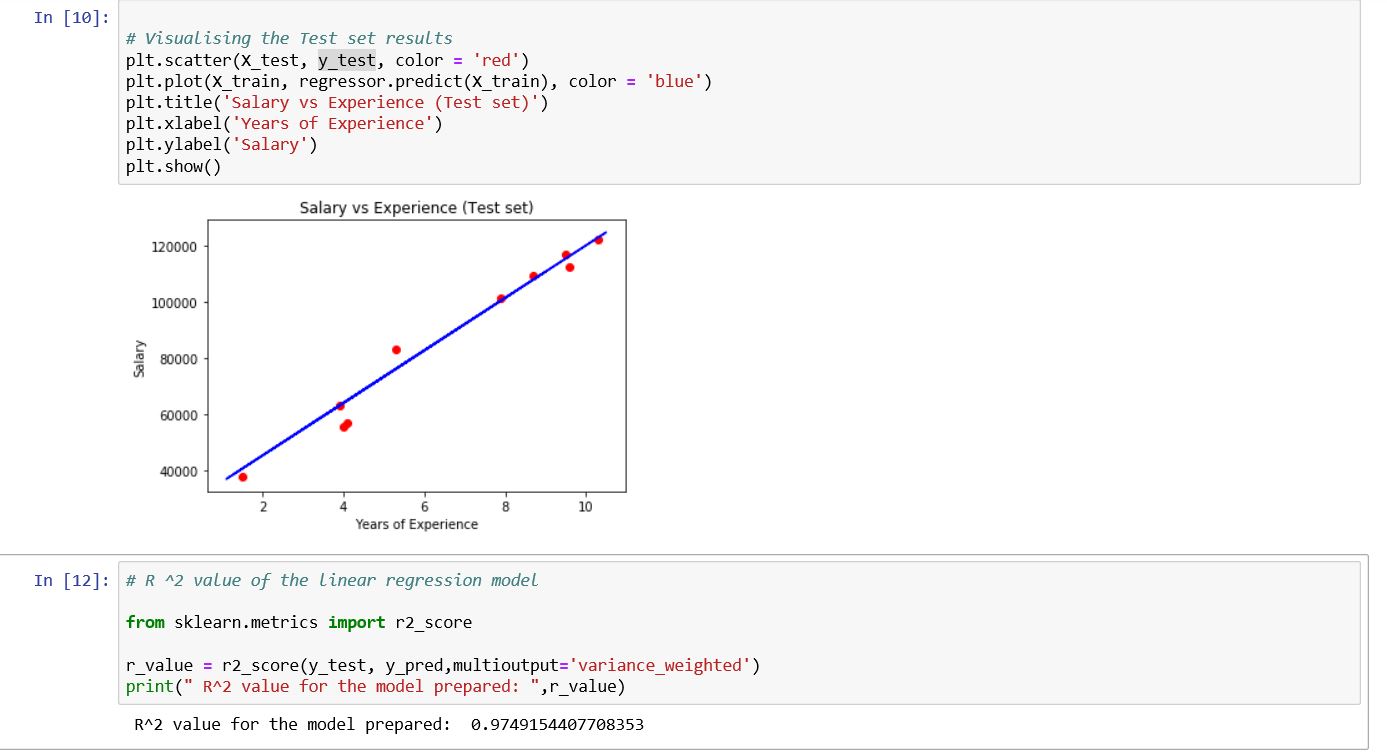 In [10]:
# Visualising the Test set results
plt.scatter(X_test, y_test, color = 'red')
plt.plot(X_train, regressor.predict(X_train), color = 'blue')
plt.title('Salary vs Experience (Test set)')
plt.xlabel('Years of Experience')
plt.ylabel('Salary')
plt.show()
Salary vs Experience (Test set)
120000
100000
80000
60000
40000
Salary
2 4 6 8 10
Years of Experience
In [12]:
# R ^2 value of the linear regression model
from sklearn.metrics import r2_score
r_value = r2_score(y_test, y_pred,multioutput='variance_weighted')
print(" R^2 value for the model prepared: ",r_value)
R^2 value for the model prepared:  0.9749154407708353